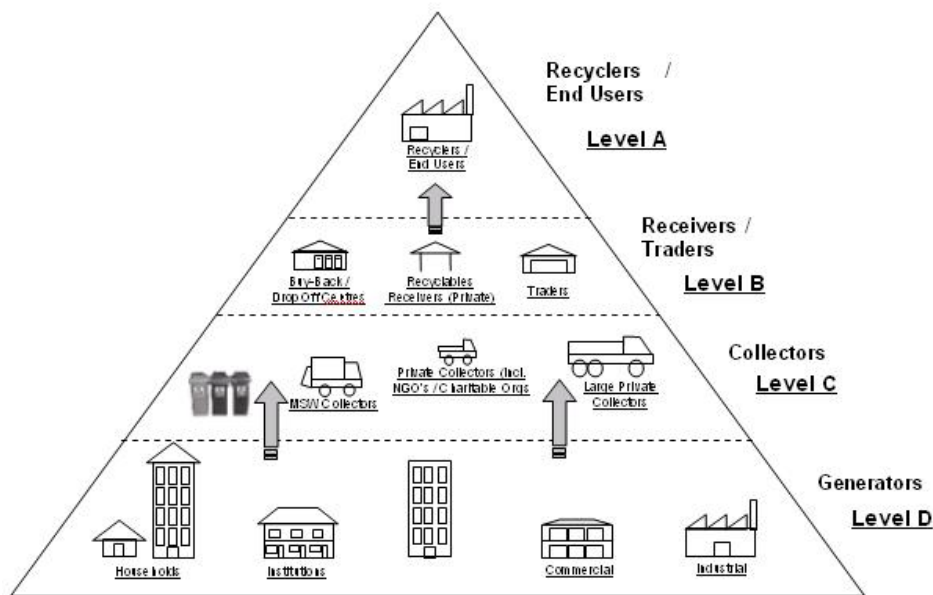 Recyclers /
End Users
Level A
Recyclers /
End Users
Receivers /
Traders
Level B
Buy-Back /
Drop Off Centres
Recyclables
Receivers (Private)
Traders
Collectors
Level C
MSW Collectors
Private Collectors (Incl.
NGO's / Charitable Orgs
Large Private
Collectors
Generators
Level D
Households
Institutions
Commercial
Industrial